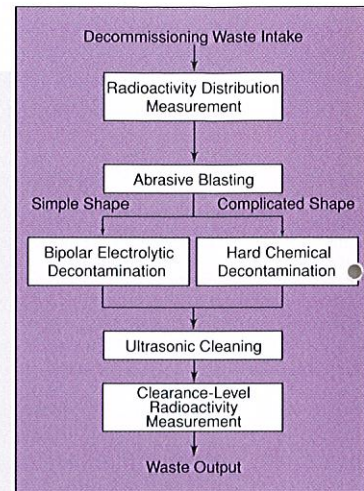 Decommissioning Waste Intake
Radioactivity Distribution
Measurement
Abrasive Blasting
Simple Shape
Complicated Shape
Bipolar Electrolytic
Decontamination
Hard Chemical
Decontamination
Ultrasonic Cleaning
Clearance-Level
Radioactivity
Measurement
Waste Output